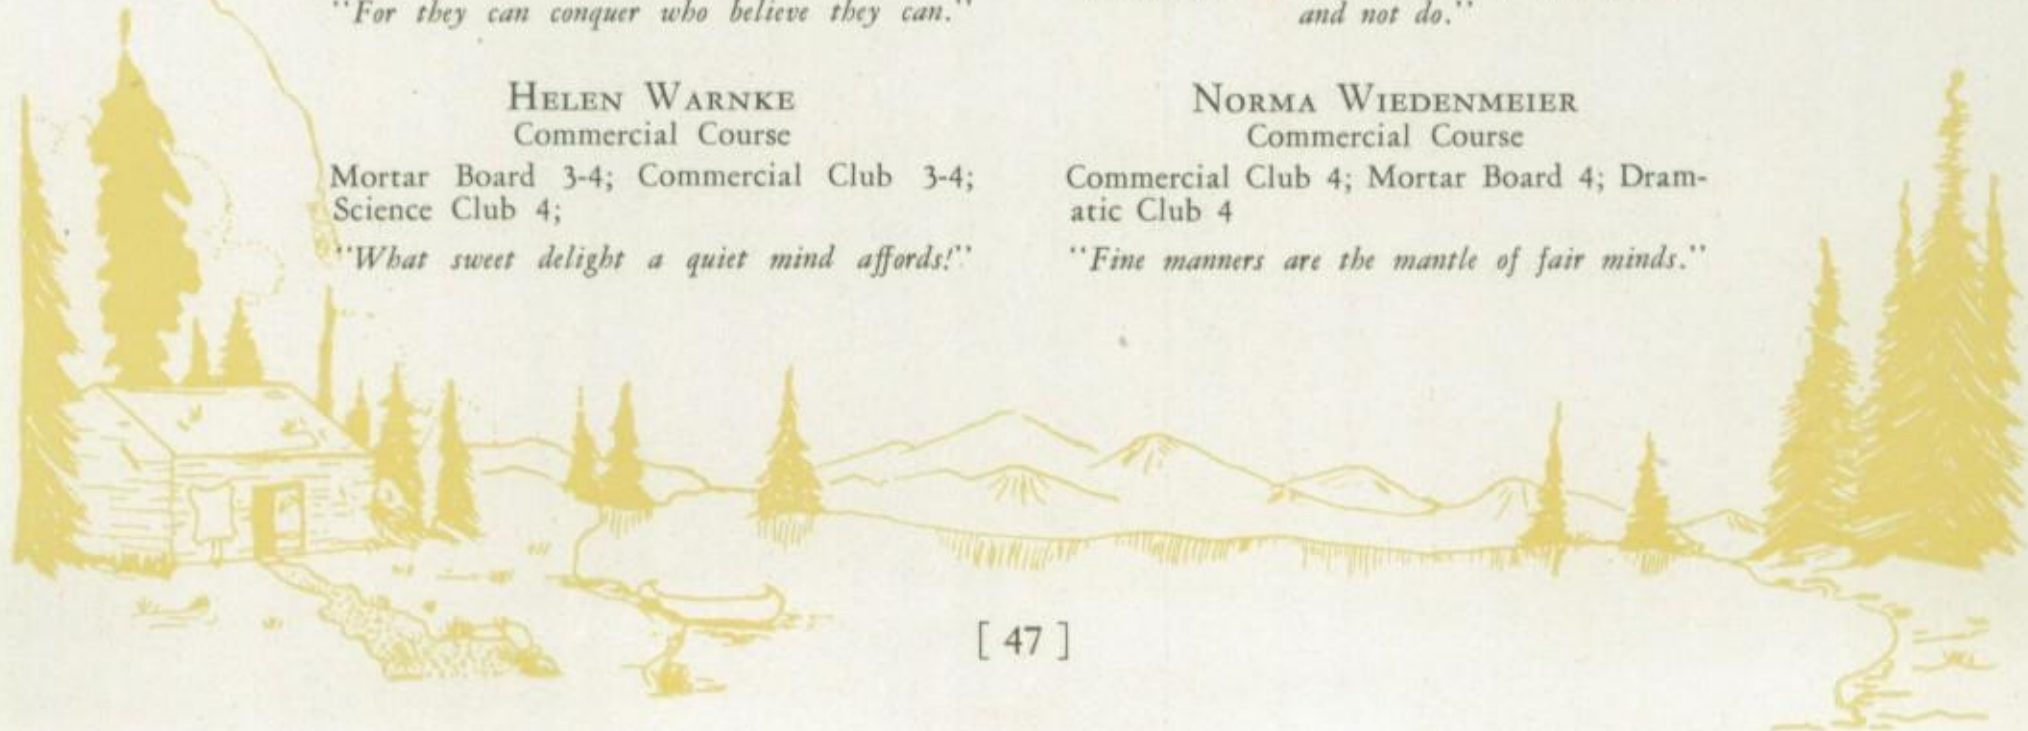 "For they can conquer who believe they can."
and not do."
HELEN WARNKE
Commercial Course
Mortar Board 3-4; Commercial Club 3-4;
Science Club 4;
"What sweet delight a quiet mind affords!"
NORMA WIEDENMEIER
Commercial Course
Commercial Club 4; Mortar Board 4; Dram-
atic Club 4
"Fine manners are the mantle of fair minds."
[ 47 ]